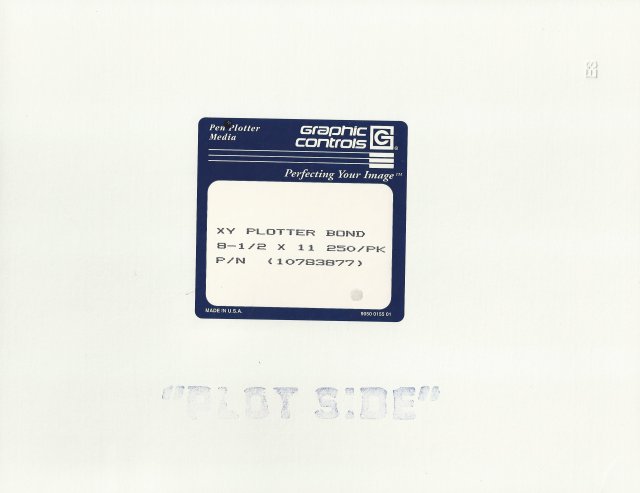 Pen Plotter
Media
Graphic
Controls
G
®
Perfecting Your Image™
XY PLOTTER BOND
8-1/2 X 11 250/PK
P/N (10783877)
MADE IN U.S.A.
9050 0155 01
"PLOT SIDE"